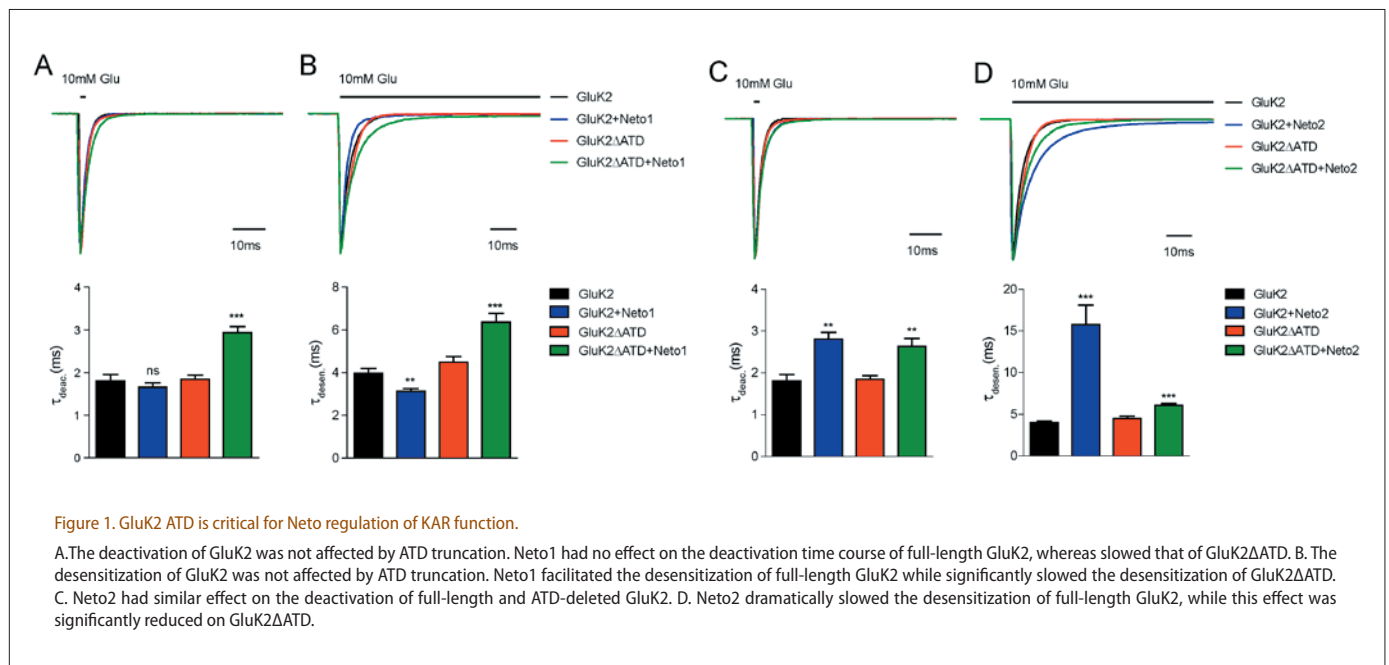 A
10mM Glu
10ms
B
10mM Glu
GluK2
GluK2+Neto1
GluK2ΔATD
GluK2ΔATD+Neto1
10ms
C
10mM Glu
10ms
D
10mM Glu
GluK2
GluK2+Neto2
GluK2ΔATD
GluK2ΔATD+Neto2
10ms
τdeac.(ms)
4
3
2
1
0
ns
***
τdesen.(ms)
8
6
4
2
0
**
***
GluK2
GluK2+Neto1
GluK2ΔATD
GluK2ΔATD+Neto1
τdeac.(ms)
4
3
2
1
0
**
**
τdesen.(ms)
20
15
10
5
0
***
***
GluK2
GluK2+Neto2
GluK2ΔATD
GluK2ΔATD+Neto2
Figure 1. GluK2 ATD is critical for Neto regulation of KAR function.
A.The deactivation of GluK2 was not affected by ATD truncation. Neto1 had no effect on the deactivation time course of full-length GluK2, whereas slowed that of GluK2ΔATD. B. The
desensitization of GluK2 was not affected by ATD truncation. Neto1 facilitated the desensitization of full-length GluK2 while significantly slowed the desensitization of GluK2ΔATD.
C. Neto2 had similar effect on the deactivation of full-length and ATD-deleted GluK2. D. Neto2 dramatically slowed the desensitization of full-length GluK2, while this effect was
significantly reduced on GluK2ΔATD.